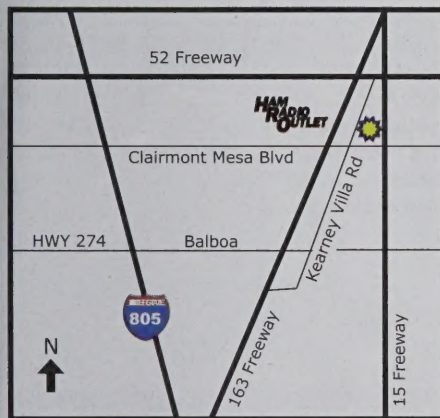 52 Freeway
HAM
RADIO
OUTLET
Clairmont Mesa Blvd
Kearney Villa Rd
HWY 274
Balboa
805
N
163 Freeway
15 Freeway